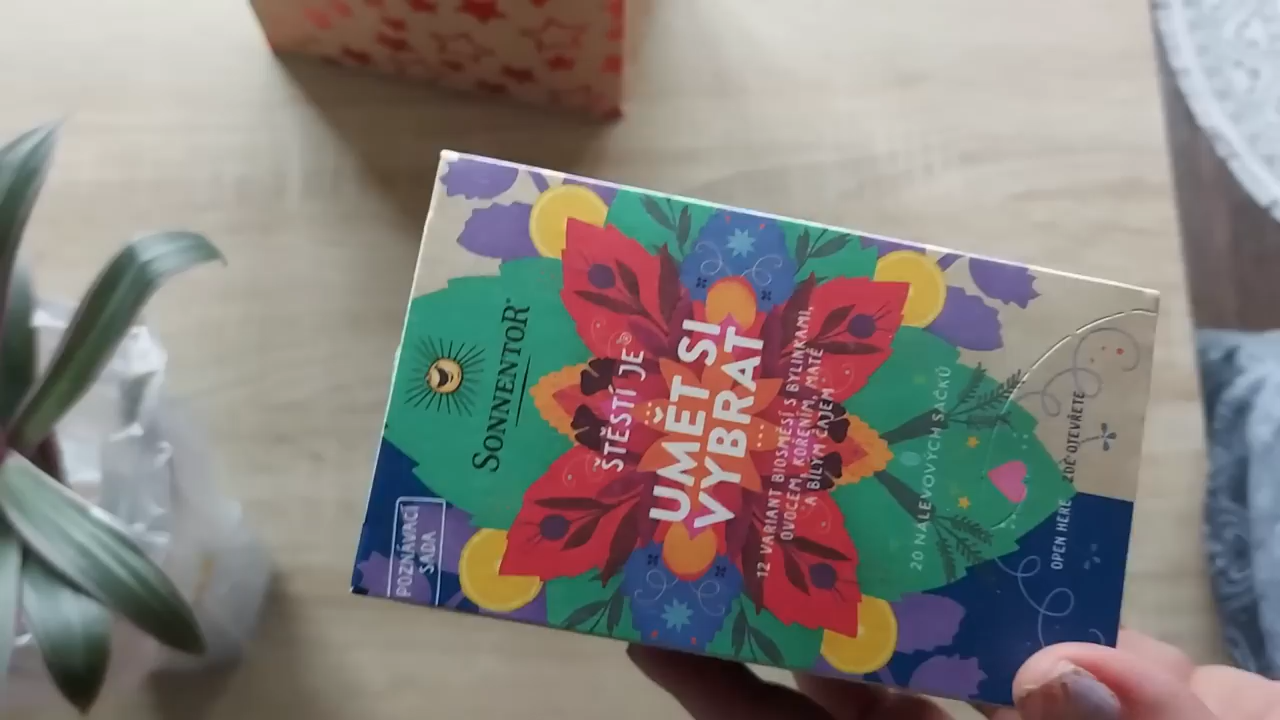 SONNENTOR®
POZNÁVACÍ
SADA
ŠTĚSTÍ JE®
UMĚT SI
VYBRAT
12 VARIANT BIOSMĚSÍ S BYLINKAMI,
OVOCEM, KOŘENÍM, MATÉ
A BÍLÝM ČAJEM
20 NÁLEVOVÝCH SÁČKŮ
OPEN HERE ZDE OTEVŘETE